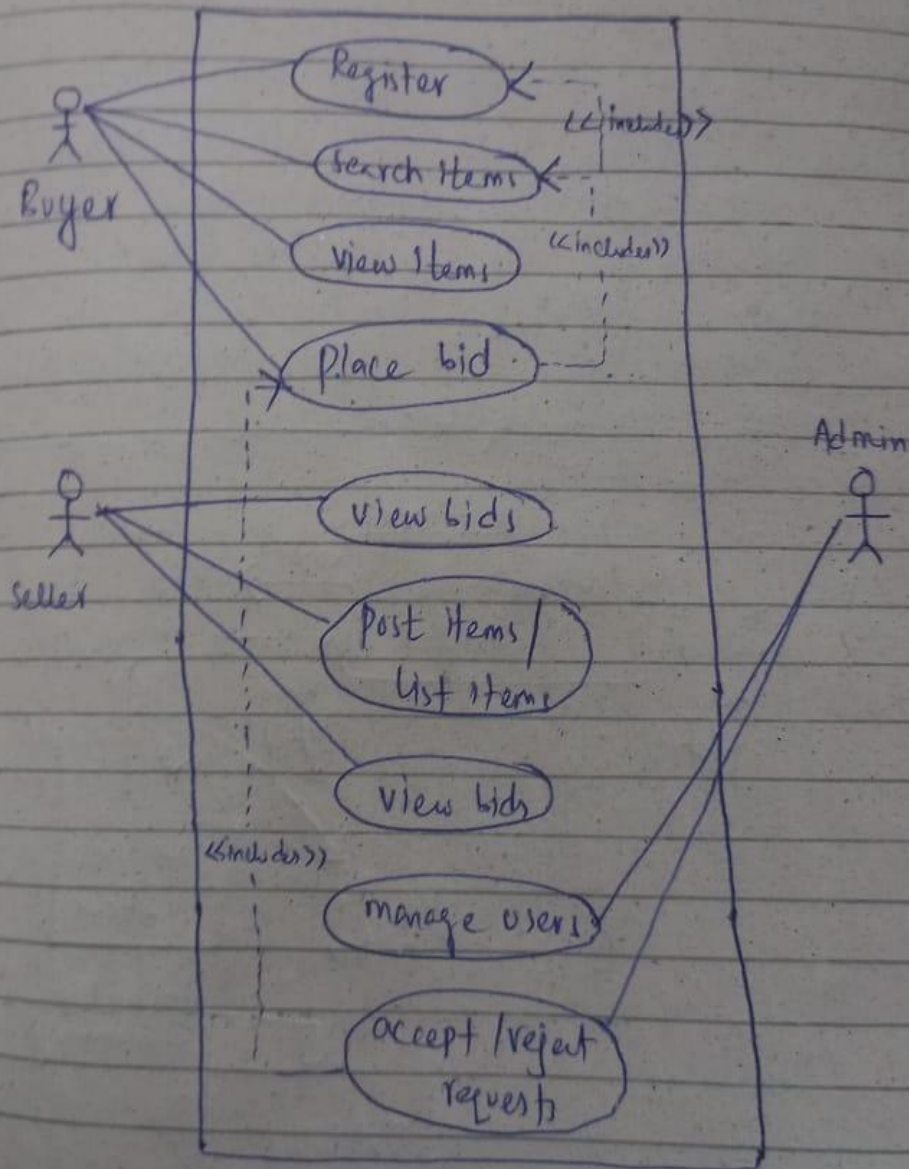 Register
<<includes>>
Search items
Buyer
<<includes>>
view items
Place bid
Admin
view bids
Seller
Post items/
List items
view bids
<<includes>>
manage users
accept/reject
requests